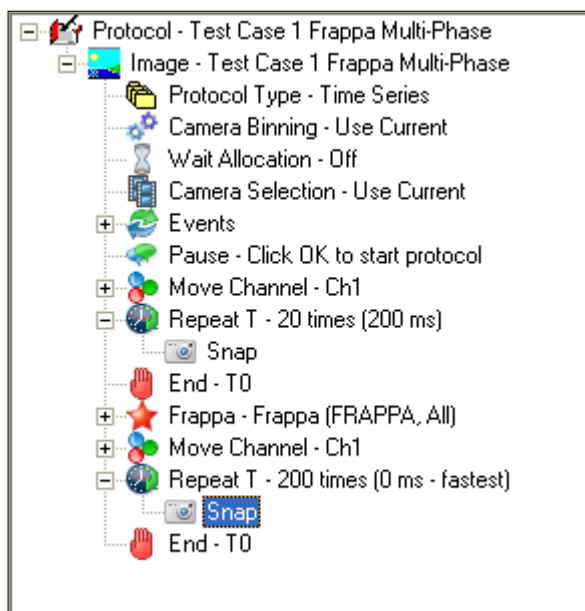 Protocol - Test Case 1 Frappa Multi-Phase
Image - Test Case 1 Frappa Multi-Phase
Protocol Type - Time Series
Camera Binning - Use Current
Wait Allocation - Off
Camera Selection - Use Current
Events
Pause - Click OK to start protocol
Move Channel - Ch1
Repeat T - 20 times (200 ms)
Snap
End - T0
Frappa - Frappa (FRAPPA, All)
Move Channel - Ch1
Repeat T - 200 times (0 ms - fastest)
Snap
End - T0